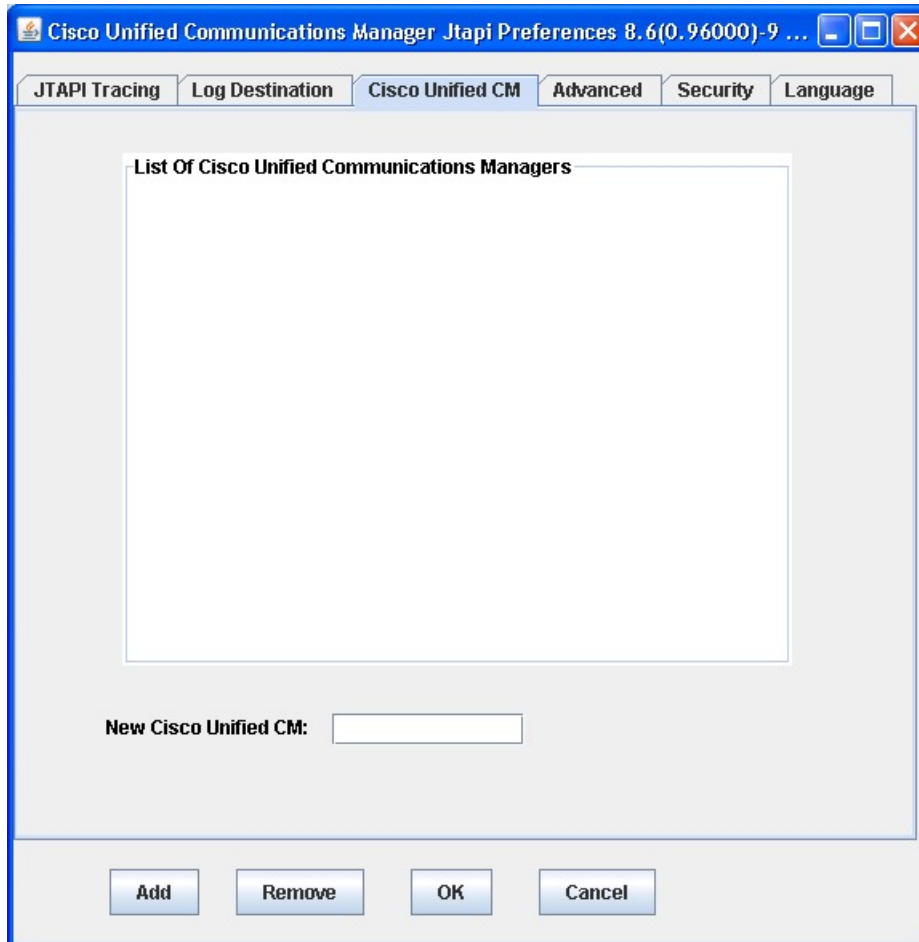 Cisco Unified Communications Manager Jtapi Preferences 8.6(0.96000)-9 ...
JTAPI Tracing Log Destination Cisco Unified CM Advanced Security Language
List Of Cisco Unified Communications Managers
New Cisco Unified CM:
Add Remove OK Cancel